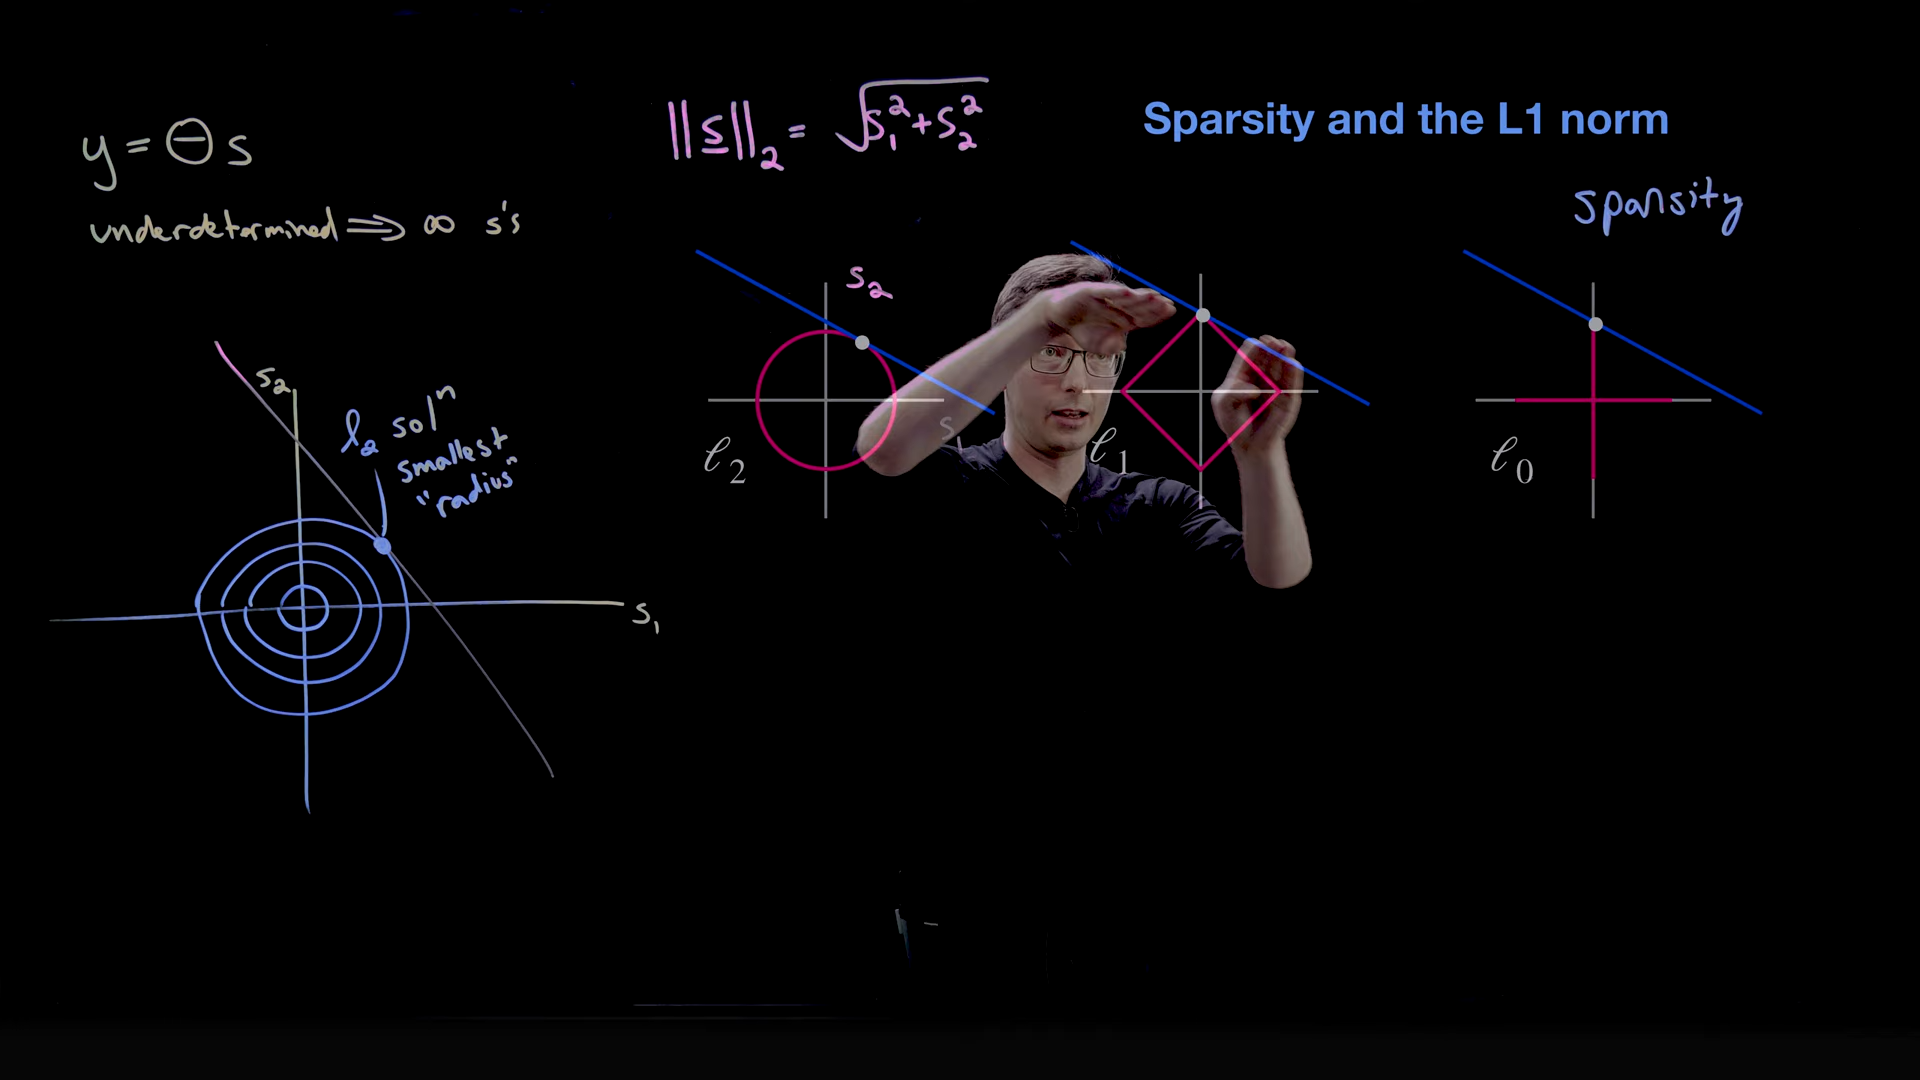 y = Θ s
underdetermined ⟹ ∞ s's
||s||₂ = √(s₁² + s₂²)
Sparsity and the L1 norm
sparsity
s₂
ℓ₂ solⁿ
smallest
"radius"
s₁
s₂
s₁
ℓ₂
ℓ₁
ℓ₀